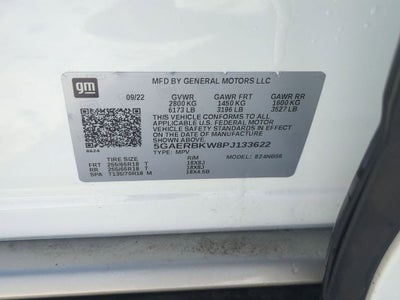 gm
MFD BY GENERAL MOTORS LLC
09/22 GVWR GAWR FRT GAWR RR
2800 KG 1450 KG 1600 KG
6173 LB 3196 LB 3527 LB
THIS VEHICLE CONFORMS TO ALL
APPLICABLE U.S. FEDERAL MOTOR
VEHICLE SAFETY STANDARDS IN EFFECT ON
THE DATE OF MANUFACTURE SHOWN ABOVE.
5GAERBKW8PJ133622
TYPE: MPV MODEL: 824NB56
TIRE SIZE RIM
FRT 255/65R18 T 18X8J
RR 255/65R18 T 18X8J
SPA T135/70R18 M 18X4.5B